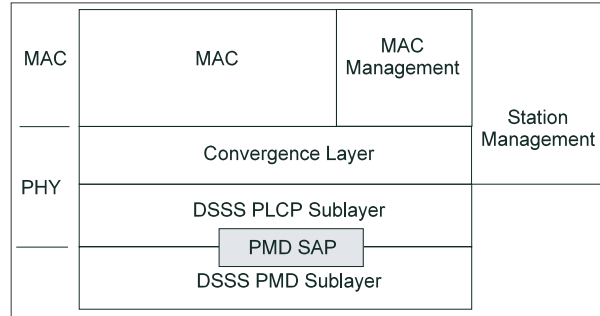 MAC
MAC
MAC
Management
Station
Management
Convergence Layer
PHY
DSSS PLCP Sublayer
PMD SAP
DSSS PMD Sublayer